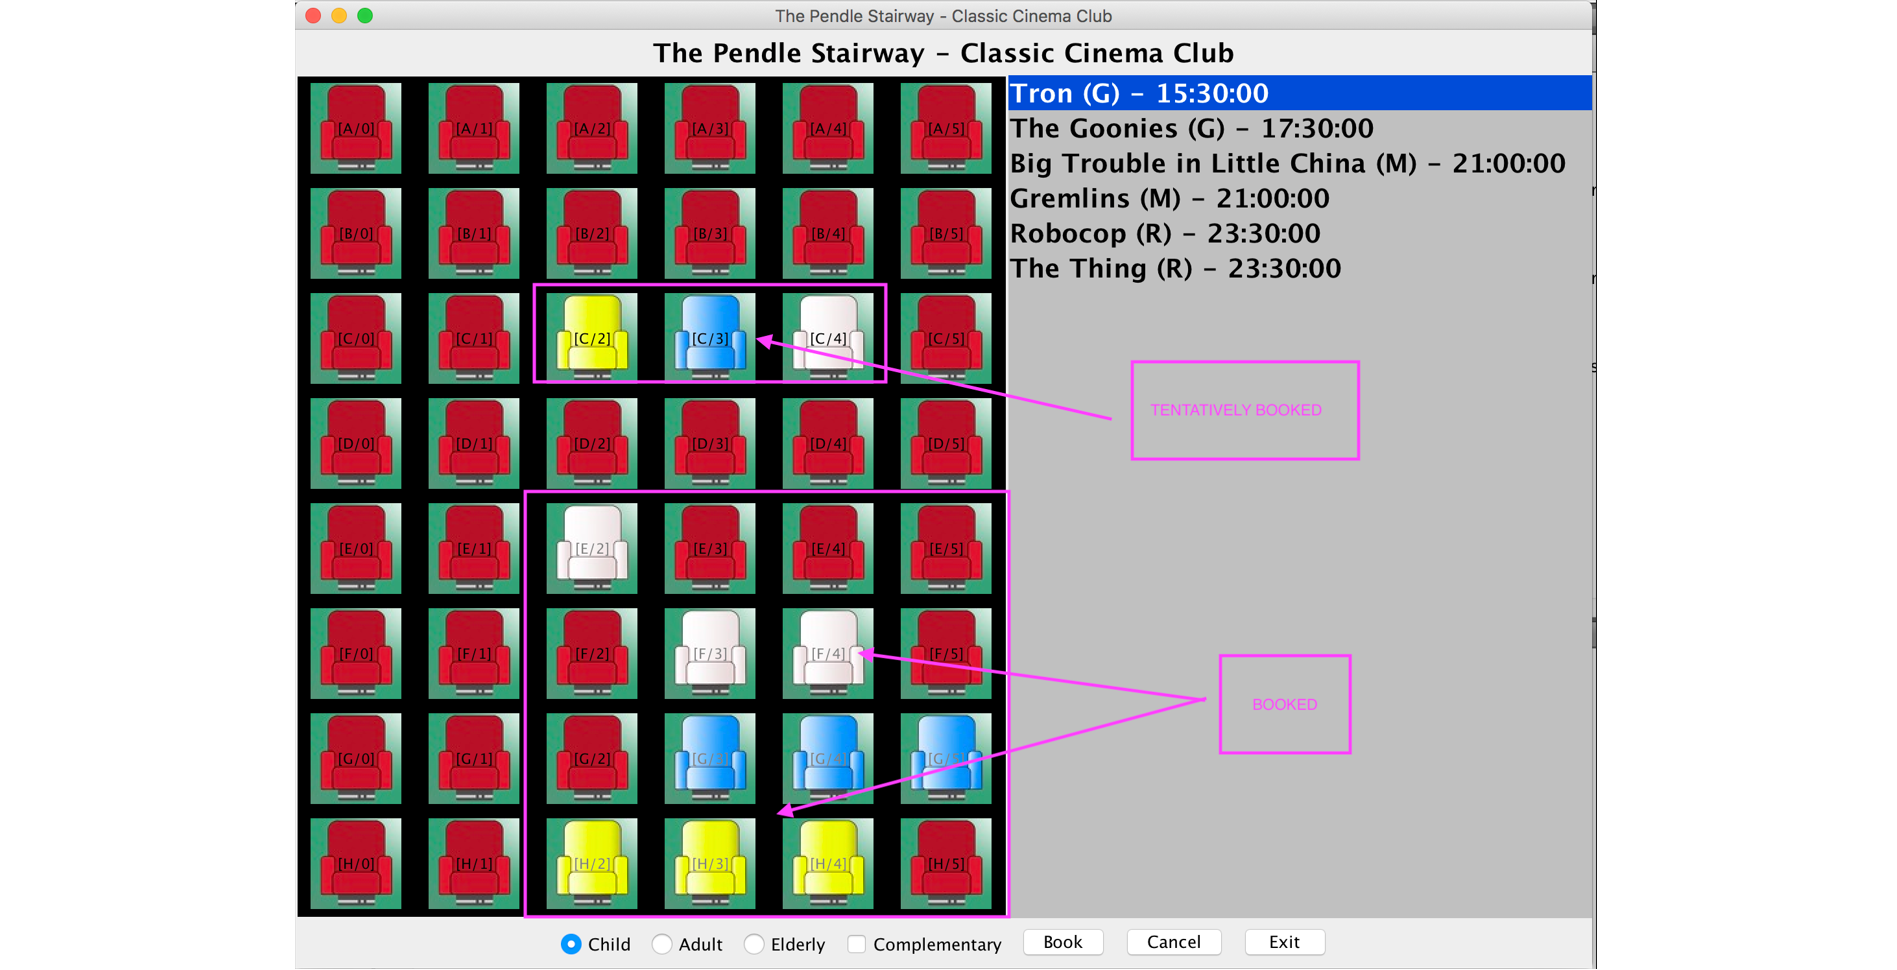 The Pendle Stairway - Classic Cinema Club
The Pendle Stairway – Classic Cinema Club
[A/0] [A/1] [A/2] [A/3] [A/4] [A/5]
[B/0] [B/1] [B/2] [B/3] [B/4] [B/5]
[C/0] [C/1] [C/2] [C/3] [C/4] [C/5]
[D/0] [D/1] [D/2] [D/3] [D/4] [D/5]
[E/0] [E/1] [E/2] [E/3] [E/4] [E/5]
[F/0] [F/1] [F/2] [F/3] [F/4] [F/5]
[G/0] [G/1] [G/2] [G/3] [G/4] [G/5]
[H/0] [H/1] [H/2] [H/3] [H/4] [H/5]
Tron (G) – 15:30:00
The Goonies (G) – 17:30:00
Big Trouble in Little China (M) – 21:00:00
Gremlins (M) – 21:00:00
Robocop (R) – 23:30:00
The Thing (R) – 23:30:00
TENTATIVELY BOOKED
BOOKED
Child Adult Elderly Complementary Book Cancel Exit